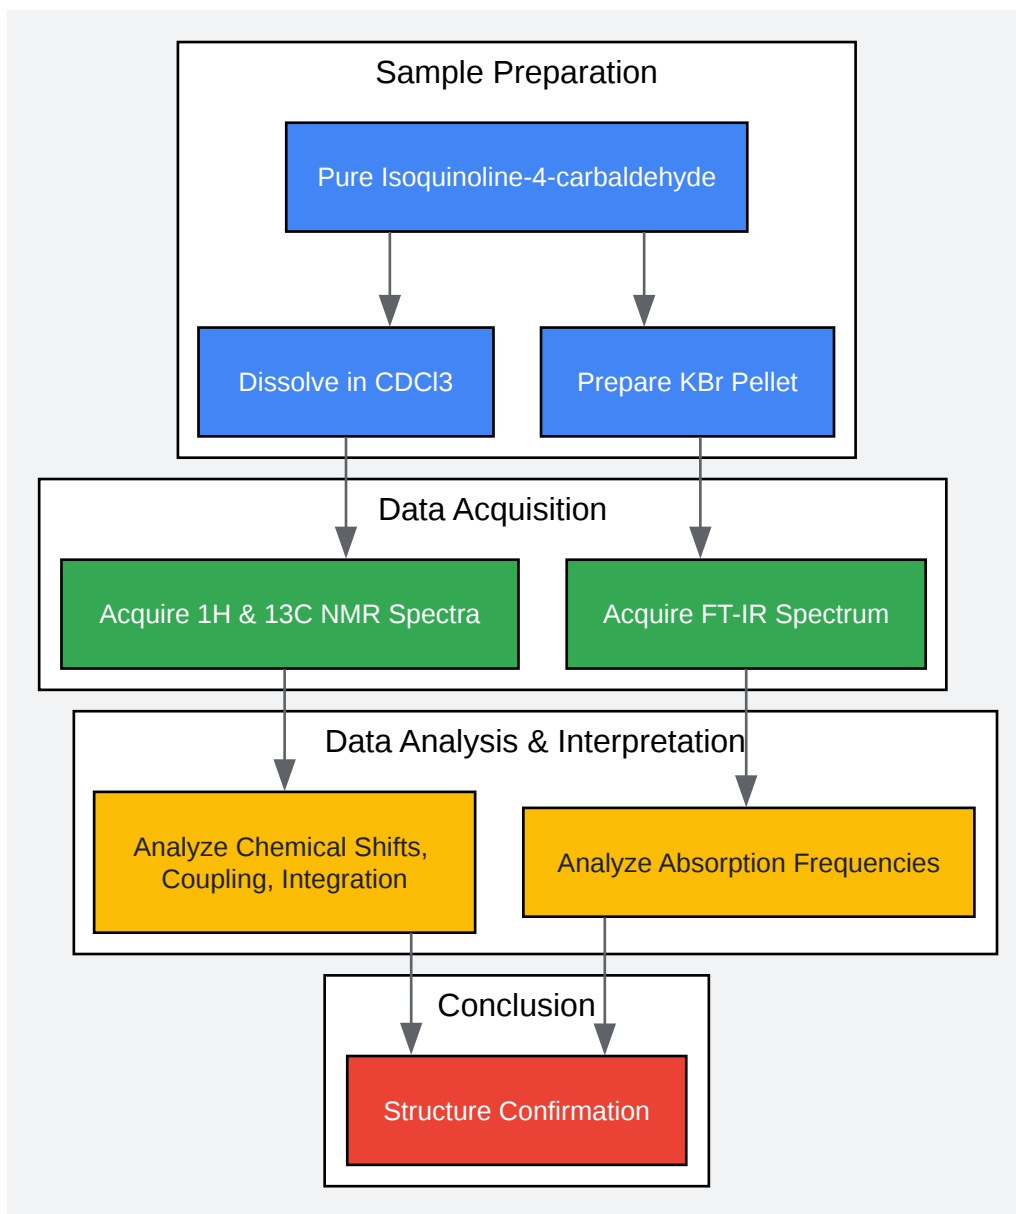 Sample Preparation
Pure Isoquinoline-4-carbaldehyde
Dissolve in CDCl3
Prepare KBr Pellet
Data Acquisition
Acquire 1H & 13C NMR Spectra
Acquire FT-IR Spectrum
Data Analysis & Interpretation
Analyze Chemical Shifts,
Coupling, Integration
Analyze Absorption Frequencies
Conclusion
Structure Confirmation